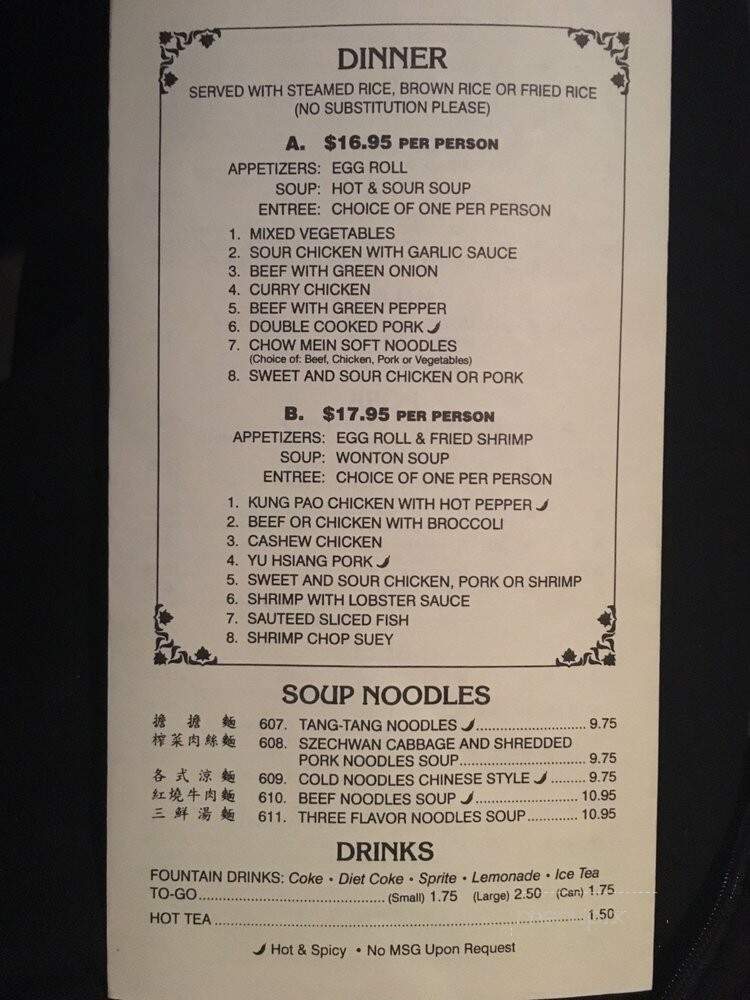 DINNER
SERVED WITH STEAMED RICE, BROWN RICE OR FRIED RICE
(NO SUBSTITUTION PLEASE)
A. $16.95 PER PERSON
APPETIZERS: EGG ROLL
SOUP: HOT & SOUR SOUP
ENTREE: CHOICE OF ONE PER PERSON
1. MIXED VEGETABLES
2. SOUR CHICKEN WITH GARLIC SAUCE
3. BEEF WITH GREEN ONION
4. CURRY CHICKEN
5. BEEF WITH GREEN PEPPER
6. DOUBLE COOKED PORK
7. CHOW MEIN SOFT NOODLES
(Choice of: Beef, Chicken, Pork or Vegetables)
8. SWEET AND SOUR CHICKEN OR PORK
B. $17.95 PER PERSON
APPETIZERS: EGG ROLL & FRIED SHRIMP
SOUP: WONTON SOUP
ENTREE: CHOICE OF ONE PER PERSON
1. KUNG PAO CHICKEN WITH HOT PEPPER
2. BEEF OR CHICKEN WITH BROCCOLI
3. CASHEW CHICKEN
4. YU HSIANG PORK
5. SWEET AND SOUR CHICKEN, PORK OR SHRIMP
6. SHRIMP WITH LOBSTER SAUCE
7. SAUTEED SLICED FISH
8. SHRIMP CHOP SUEY
SOUP NOODLES
擔擔麵 607. TANG-TANG NOODLES 9.75
榨菜肉絲麵 608. SZECHWAN CABBAGE AND SHREDDED
PORK NOODLES SOUP 9.75
各式涼麵 609. COLD NOODLES CHINESE STYLE 9.75
紅燒牛肉麵 610. BEEF NOODLES SOUP 10.95
三鮮湯麵 611. THREE FLAVOR NOODLES SOUP 10.95
DRINKS
FOUNTAIN DRINKS: Coke • Diet Coke • Sprite • Lemonade • Ice Tea
TO-GO (Small) 1.75 (Large) 2.50 (Can) 1.75
HOT TEA 1.50
Hot & Spicy • No MSG Upon Request